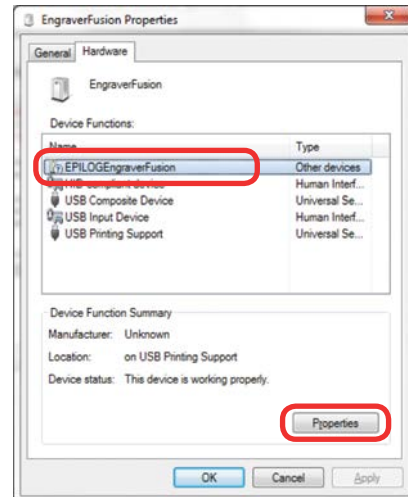 EngraverFusion Properties
General Hardware
EngraverFusion
Device Functions:
Name Type
EPILOGEngraverFusion Other devices
HID-compliant device Human Interf...
USB Composite Device Universal Se...
USB Input Device Human Interf...
USB Printing Support Universal Se...
Device Function Summary
Manufacturer: Unknown
Location: on USB Printing Support
Device status: This device is working properly.
Properties
OK Cancel Apply